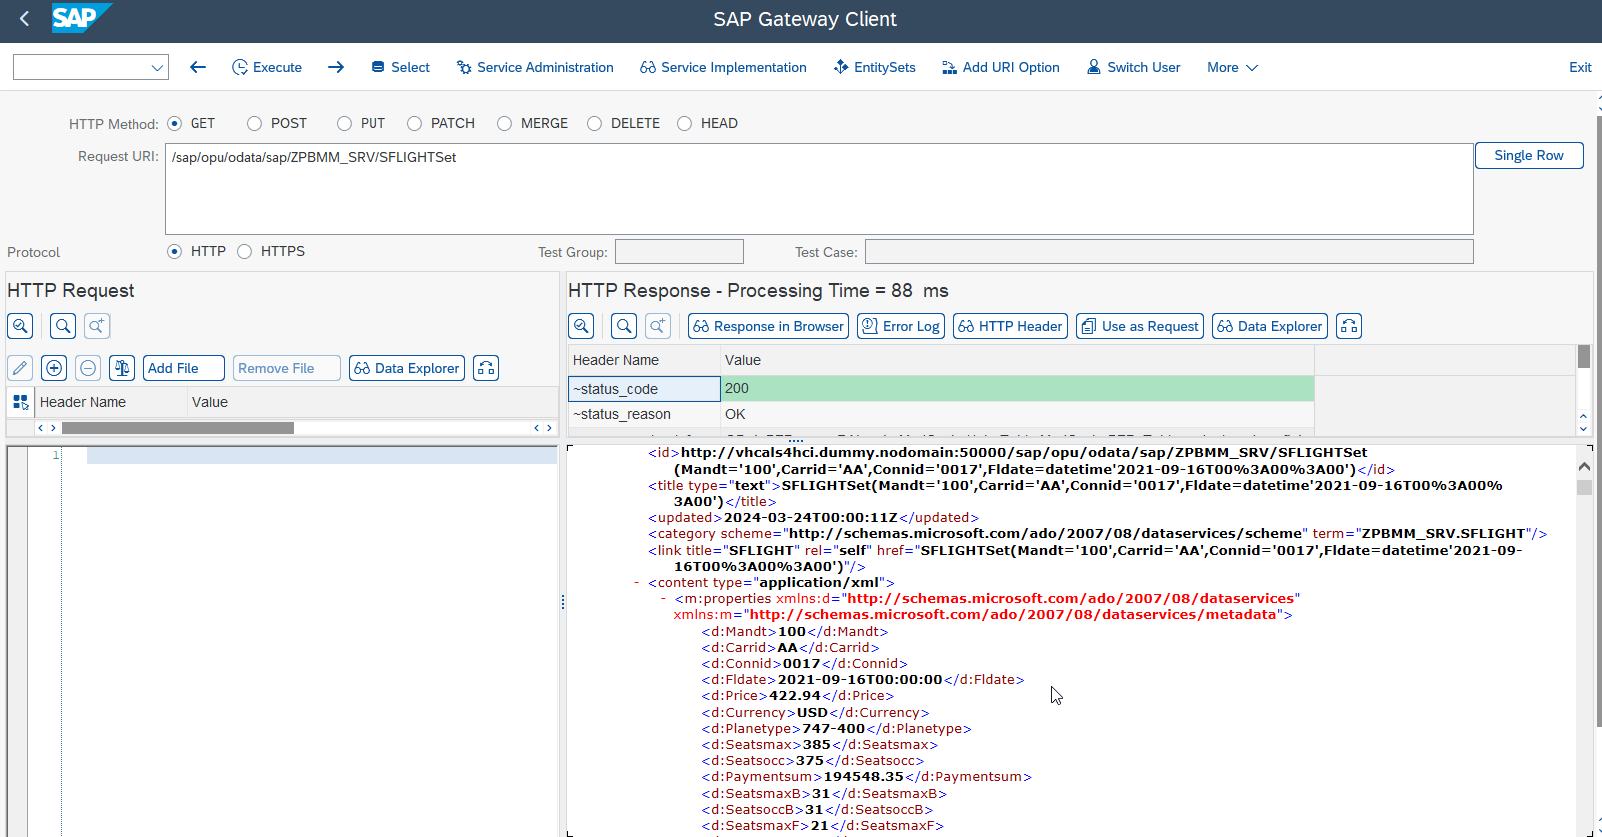 SAP
SAP Gateway Client
Execute
Select
Service Administration
Service Implementation
EntitySets
Add URI Option
Switch User
More
Exit
HTTP Method:
GET
POST
PUT
PATCH
MERGE
DELETE
HEAD
Request URI:
/sap/opu/odata/sap/ZPBMM_SRV/SFLIGHTSet
Single Row
Protocol
HTTP
HTTPS
Test Group:
Test Case:
HTTP Request
Add File
Remove File
Data Explorer
Header Name
Value
1
HTTP Response - Processing Time = 88  ms
Response in Browser
Error Log
HTTP Header
Use as Request
Data Explorer
Header Name
Value
~status_code
200
~status_reason
OK
<id>http://vhcals4hci.dummy.nodomain:50000/sap/opu/odata/sap/ZPBMM_SRV/SFLIGHTSet
(Mandt='100',Carrid='AA',Connid='0017',Fldate=datetime'2021-09-16T00%3A00%3A00')</id>
<title type="text">SFLIGHTSet(Mandt='100',Carrid='AA',Connid='0017',Fldate=datetime'2021-09-16T00%3A00%
3A00')</title>
<updated>2024-03-24T00:00:11Z</updated>
<category scheme="http://schemas.microsoft.com/ado/2007/08/dataservices/scheme" term="ZPBMM_SRV.SFLIGHT"/>
<link title="SFLIGHT" rel="self" href="SFLIGHTSet(Mandt='100',Carrid='AA',Connid='0017',Fldate=datetime'2021-09-
16T00%3A00%3A00')"/>
- <content type="application/xml">
- <m:properties xmlns:d="http://schemas.microsoft.com/ado/2007/08/dataservices"
xmlns:m="http://schemas.microsoft.com/ado/2007/08/dataservices/metadata">
<d:Mandt>100</d:Mandt>
<d:Carrid>AA</d:Carrid>
<d:Connid>0017</d:Connid>
<d:Fldate>2021-09-16T00:00:00</d:Fldate>
<d:Price>422.94</d:Price>
<d:Currency>USD</d:Currency>
<d:Planetype>747-400</d:Planetype>
<d:Seatsmax>385</d:Seatsmax>
<d:Seatsocc>375</d:Seatsocc>
<d:Paymentsum>194548.35</d:Paymentsum>
<d:SeatsmaxB>31</d:SeatsmaxB>
<d:SeatsoccB>31</d:SeatsoccB>
<d:SeatsmaxF>21</d:SeatsmaxF>